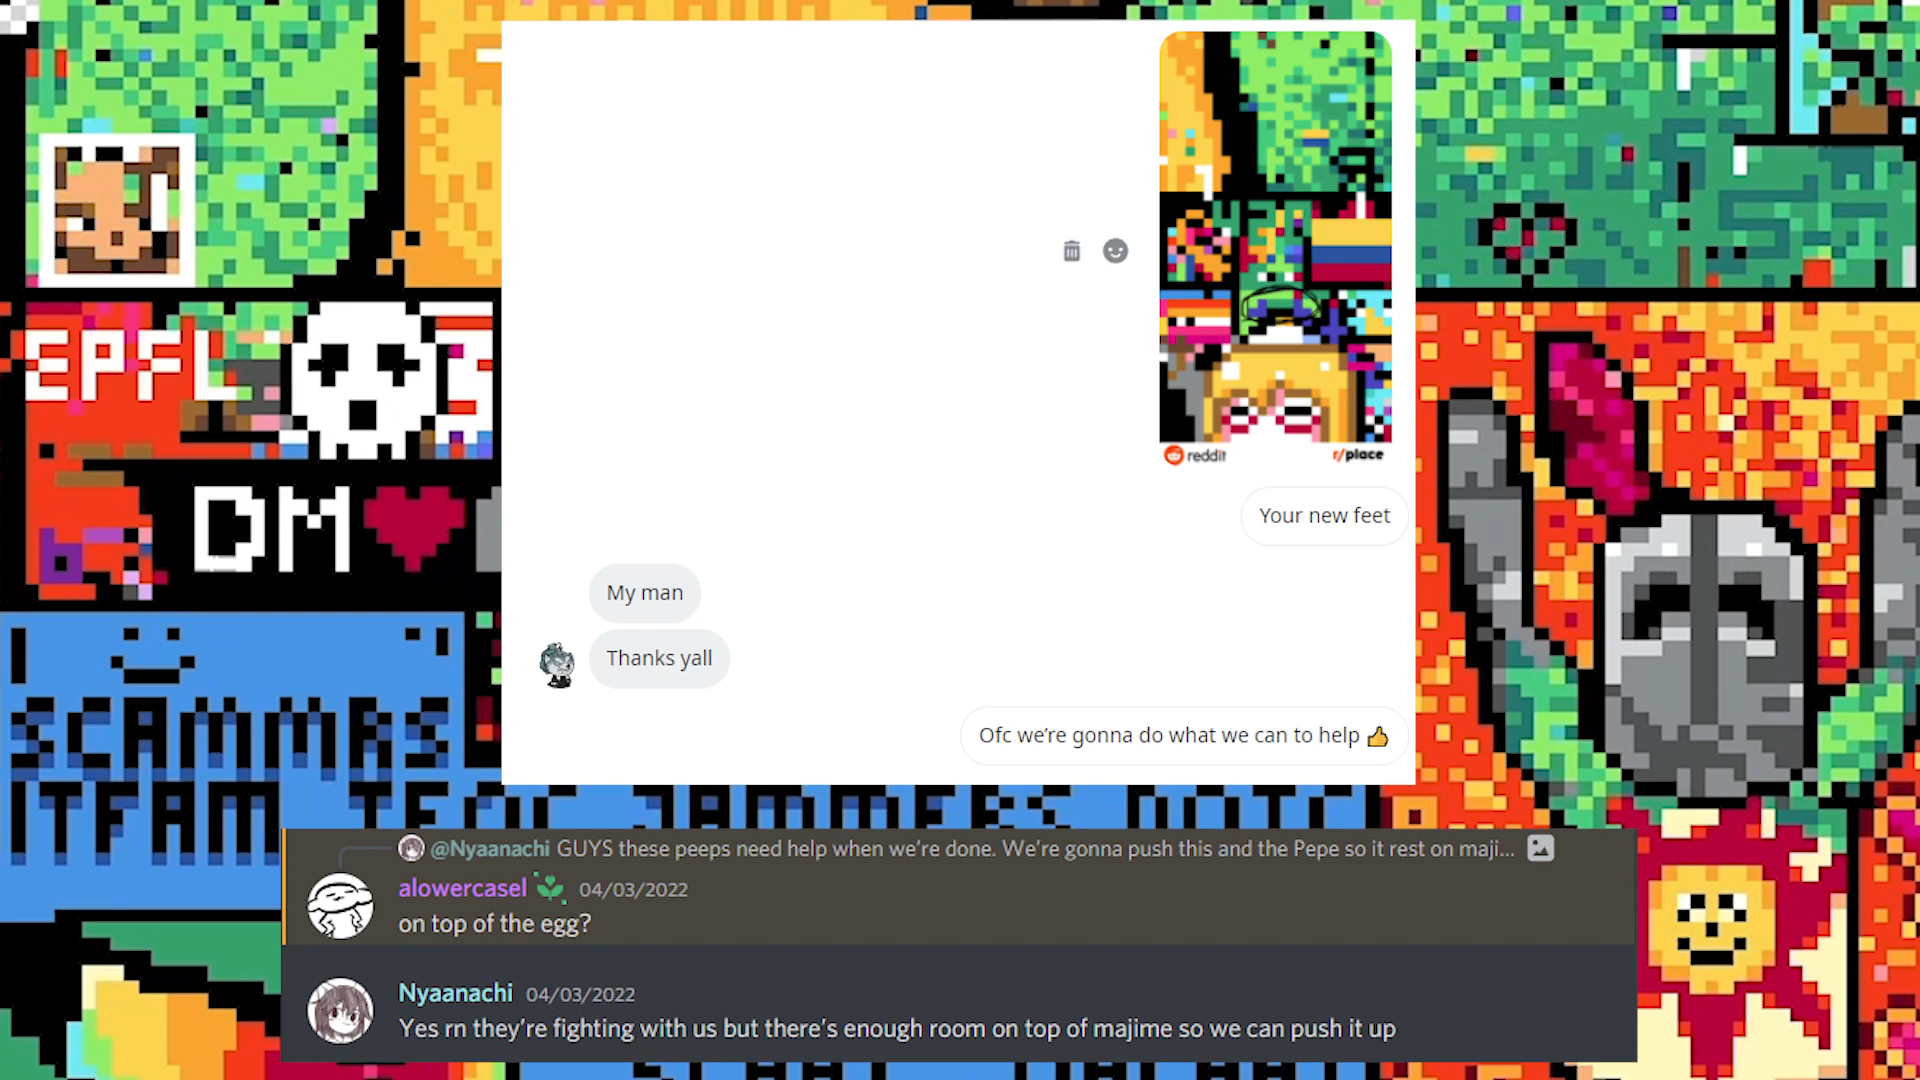 reddit
r/place
Your new feet
My man
Thanks yall
Ofc we're gonna do what we can to help 👍
EPFL
DM
@Nyaanachi GUYS these peeps need help when we're done. We're gonna push this and the Pepe so it rest on maji...
alowercasel 04/03/2022
on top of the egg?
Nyaanachi 04/03/2022
Yes rn they're fighting with us but there's enough room on top of majime so we can push it up